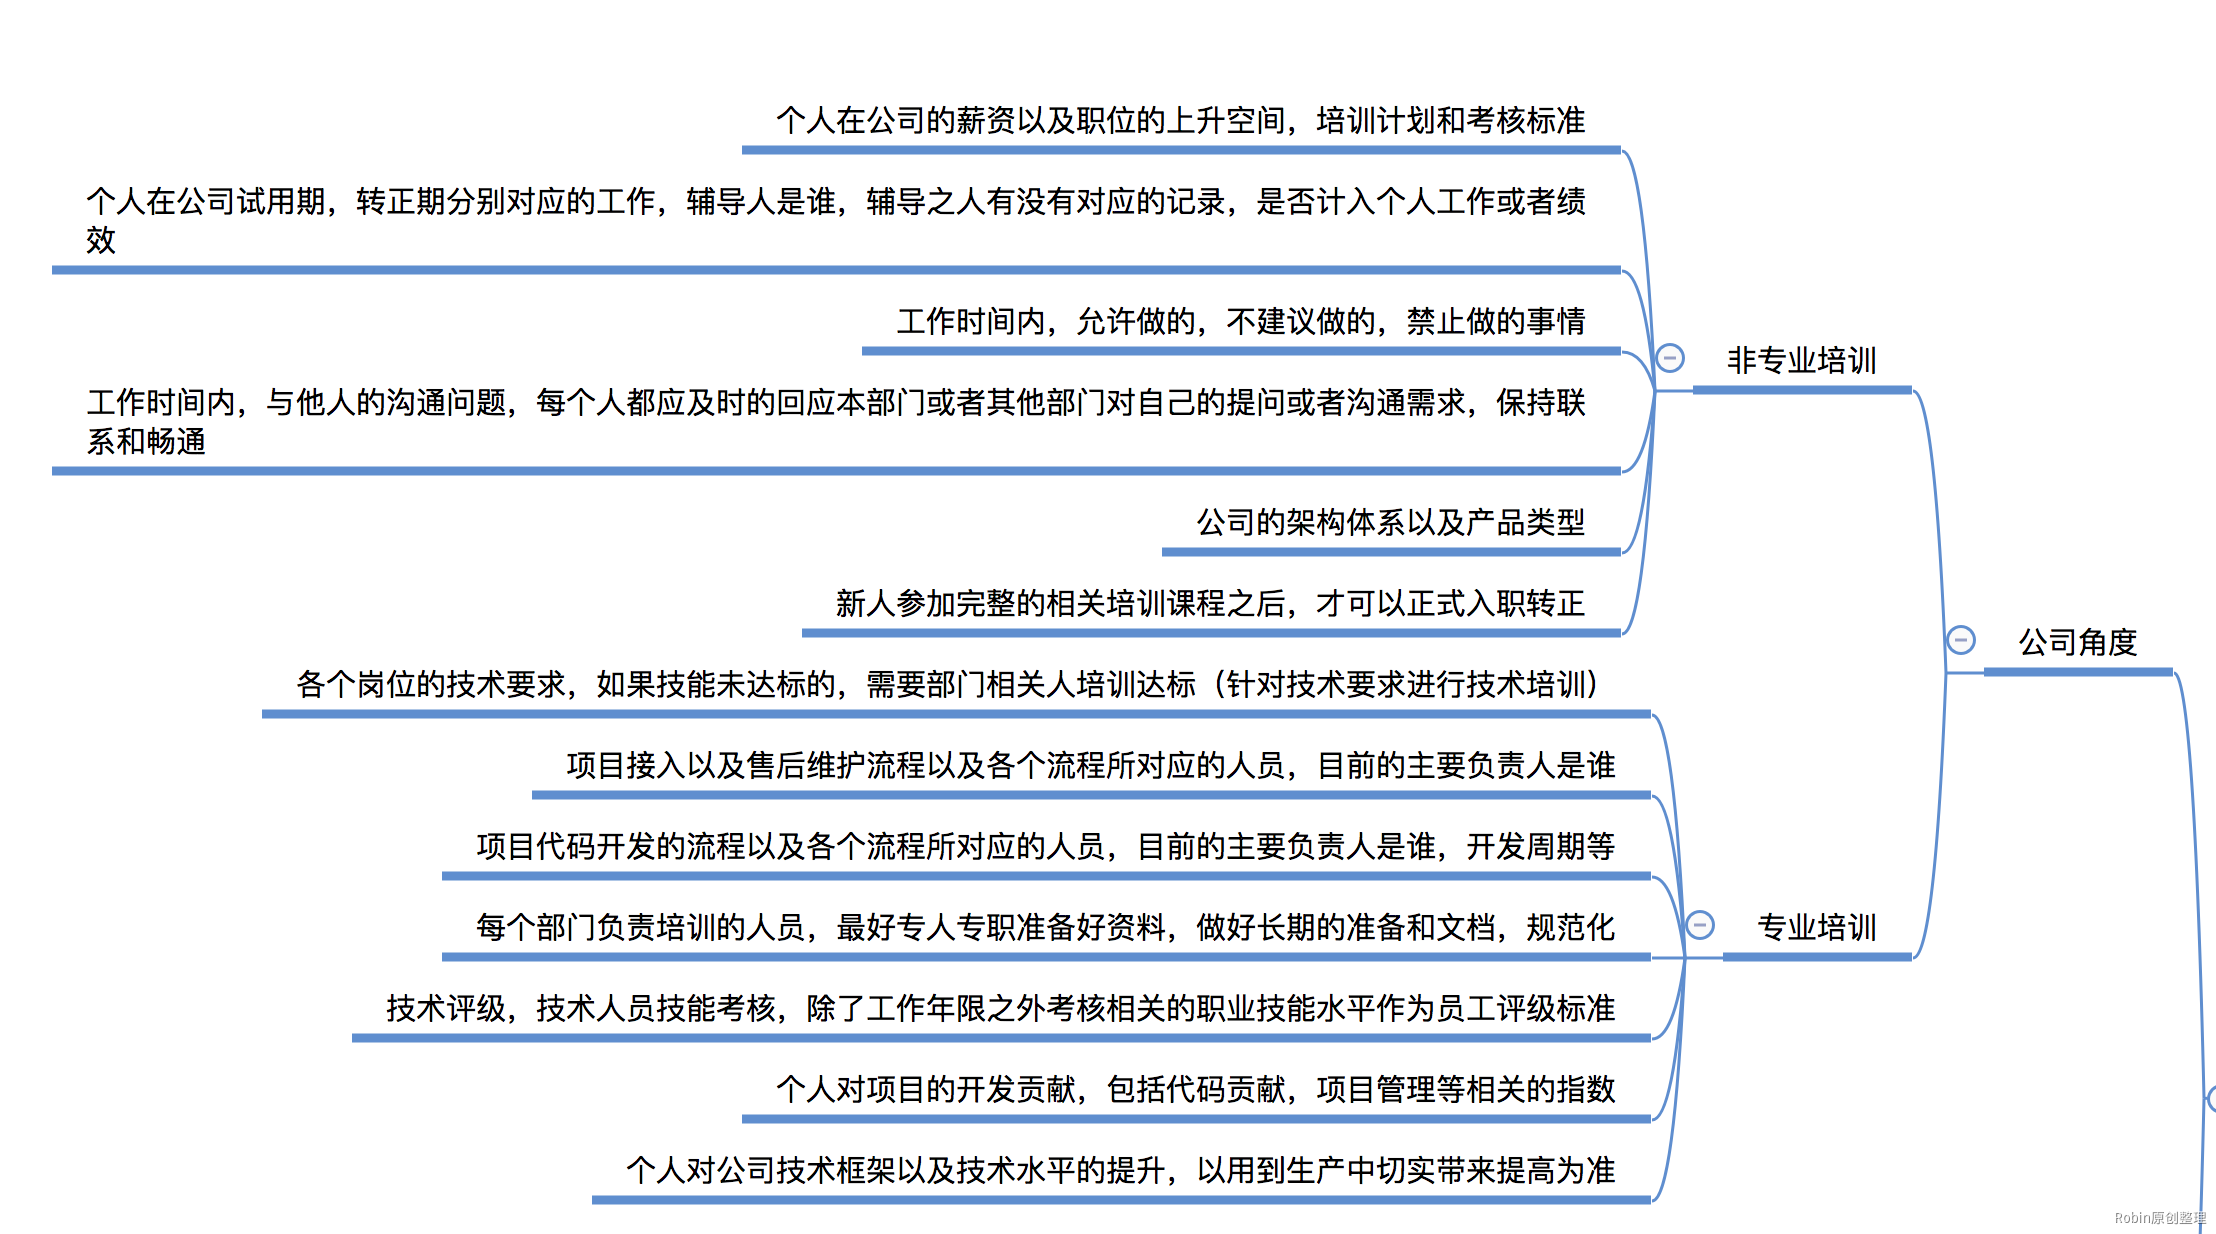 个人在公司的薪资以及职位的上升空间，培训计划和考核标准
个人在公司试用期，转正期分别对应的工作，辅导人是谁，辅导之人有没有对应的记录，是否计入个人工作或者绩
效
工作时间内，允许做的，不建议做的，禁止做的事情
非专业培训
工作时间内，与他人的沟通问题，每个人都应及时的回应本部门或者其他部门对自己的提问或者沟通需求，保持联
系和畅通
公司的架构体系以及产品类型
新人参加完整的相关培训课程之后，才可以正式入职转正
公司角度
各个岗位的技术要求，如果技能未达标的，需要部门相关人培训达标（针对技术要求进行技术培训）
项目接入以及售后维护流程以及各个流程所对应的人员，目前的主要负责人是谁
项目代码开发的流程以及各个流程所对应的人员，目前的主要负责人是谁，开发周期等
每个部门负责培训的人员，最好专人专职准备好资料，做好长期的准备和文档，规范化
专业培训
技术评级，技术人员技能考核，除了工作年限之外考核相关的职业技能水平作为员工评级标准
个人对项目的开发贡献，包括代码贡献，项目管理等相关的指数
个人对公司技术框架以及技术水平的提升，以用到生产中切实带来提高为准
Robin原创整理